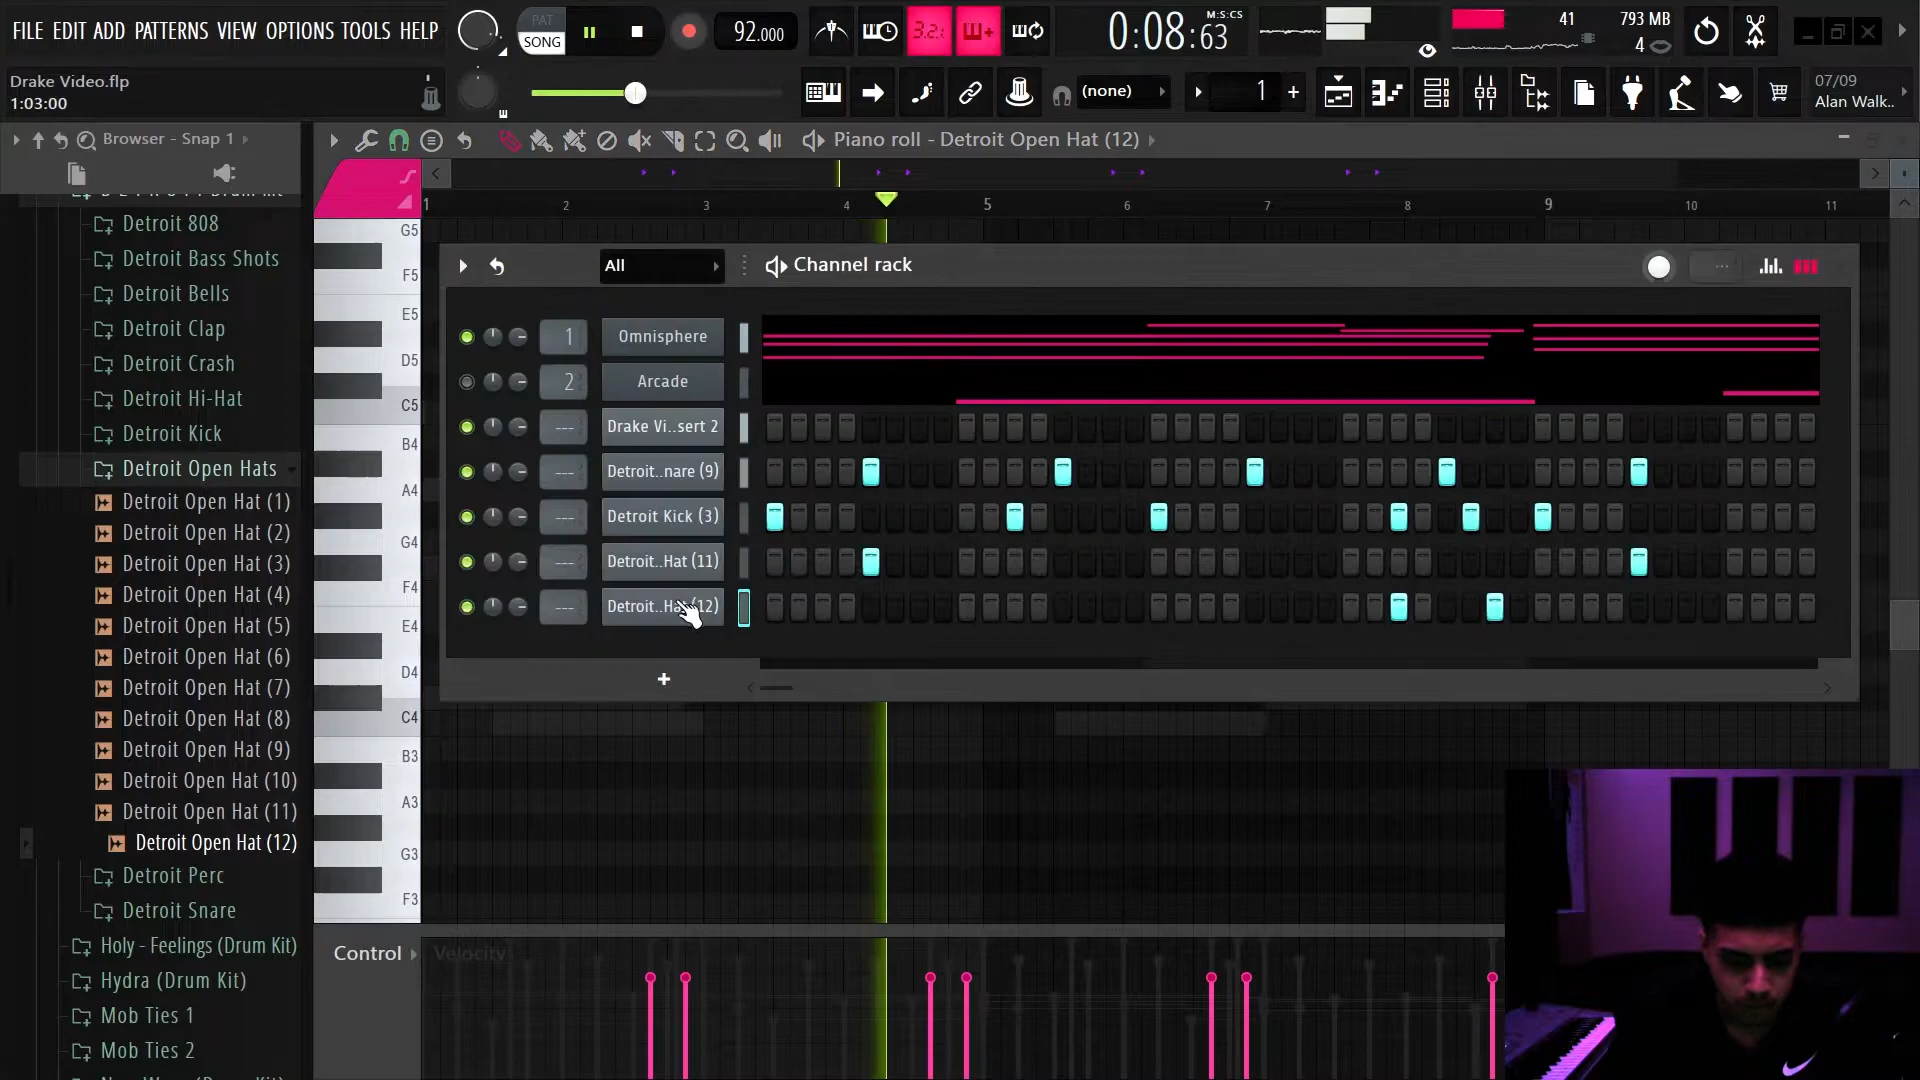 FILE EDIT ADD PATTERNS VIEW OPTIONS TOOLS HELP
PAT
SONG
92.000
3.2.
0:08:63
M:S:CS
41
793 MB
4
Drake Video.flp
1:03:00
(none)
1
+
07/09
Alan Walk..
Browser - Snap 1
Piano roll - Detroit Open Hat (12)
1 2 3 4 5 6 7 8 9 10 11
Detroit 808
Detroit Bass Shots
Detroit Bells
Detroit Clap
Detroit Crash
Detroit Hi-Hat
Detroit Kick
Detroit Open Hats
Detroit Open Hat (1)
Detroit Open Hat (2)
Detroit Open Hat (3)
Detroit Open Hat (4)
Detroit Open Hat (5)
Detroit Open Hat (6)
Detroit Open Hat (7)
Detroit Open Hat (8)
Detroit Open Hat (9)
Detroit Open Hat (10)
Detroit Open Hat (11)
Detroit Open Hat (12)
Detroit Perc
Detroit Snare
Holy - Feelings (Drum Kit)
Hydra (Drum Kit)
Mob Ties 1
Mob Ties 2
G5
F5
E5
D5
C5
B4
A4
G4
F4
E4
D4
C4
B3
A3
G3
F3
All
Channel rack
1 Omnisphere
2 Arcade
--- Drake Vi..sert 2
--- Detroit..nare (9)
--- Detroit Kick (3)
--- Detroit..Hat (11)
--- Detroit..Ha (12)
+
Control
Velocity